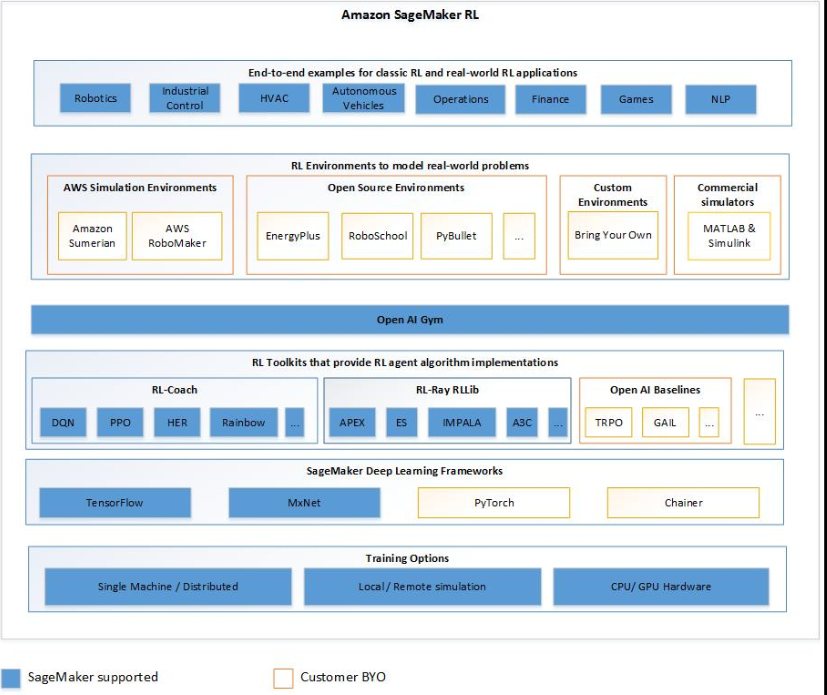 Amazon SageMaker RL
End-to-end examples for classic RL and real-world RL applications
Robotics
Industrial
Control
HVAC
Autonomous
Vehicles
Operations
Finance
Games
NLP
RL Environments to model real-world problems
AWS Simulation Environments
Amazon
Sumerian
AWS
RoboMaker
Open Source Environments
EnergyPlus
RoboSchool
PyBullet
...
Custom
Environments
Bring Your Own
Commercial
simulators
MATLAB &
Simulink
Open AI Gym
RL Toolkits that provide RL agent algorithm implementations
RL-Coach
DQN
PPO
HER
Rainbow
...
RL-Ray RLLib
APEX
ES
IMPALA
A3C
...
Open AI Baselines
TRPO
GAIL
...
...
SageMaker Deep Learning Frameworks
TensorFlow
MxNet
PyTorch
Chainer
Training Options
Single Machine / Distributed
Local / Remote simulation
CPU/ GPU Hardware
SageMaker supported
Customer BYO